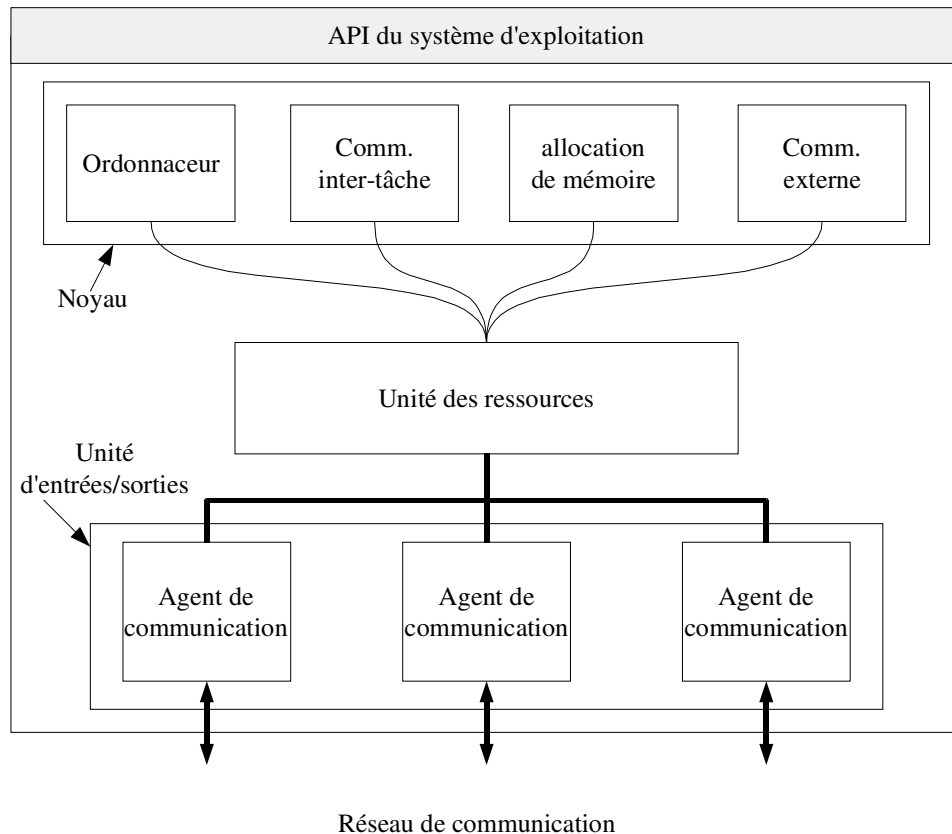 API du système d'exploitation
Ordonnaceur
Comm.
inter-tâche
allocation
de mémoire
Comm.
externe
Noyau
Unité des ressources
Unité
d'entrées/sorties
Agent de
communication
Agent de
communication
Agent de
communication
Réseau de communication